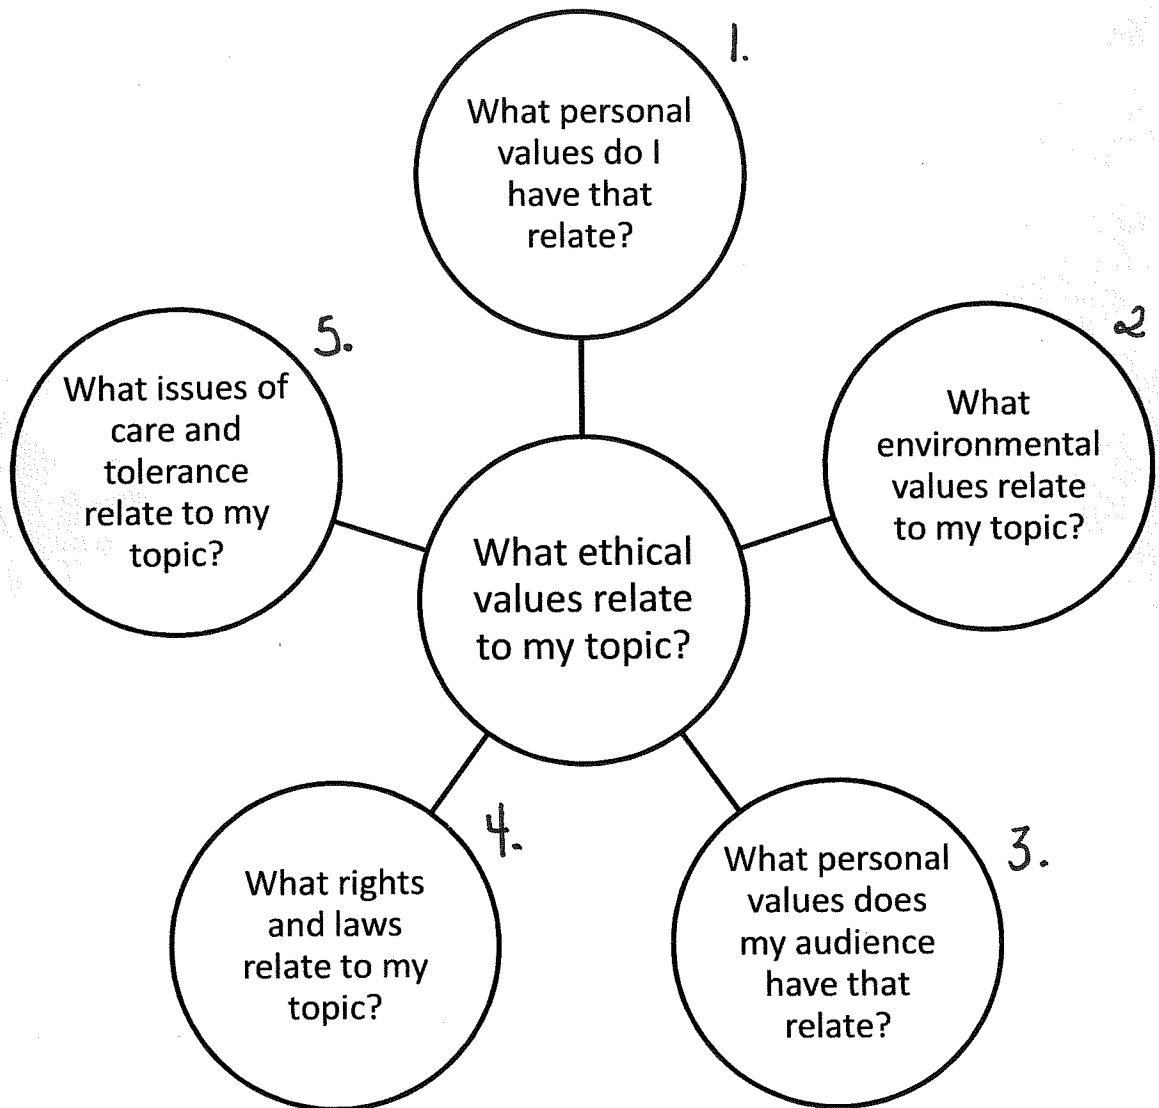 1.
What personal
values do I
have that
relate?
2
What
environmental
values relate
to my topic?
3.
What personal
values does
my audience
have that
relate?
4.
What rights
and laws
relate to my
topic?
5.
What issues of
care and
tolerance
relate to my
topic?
What ethical
values relate
to my topic?